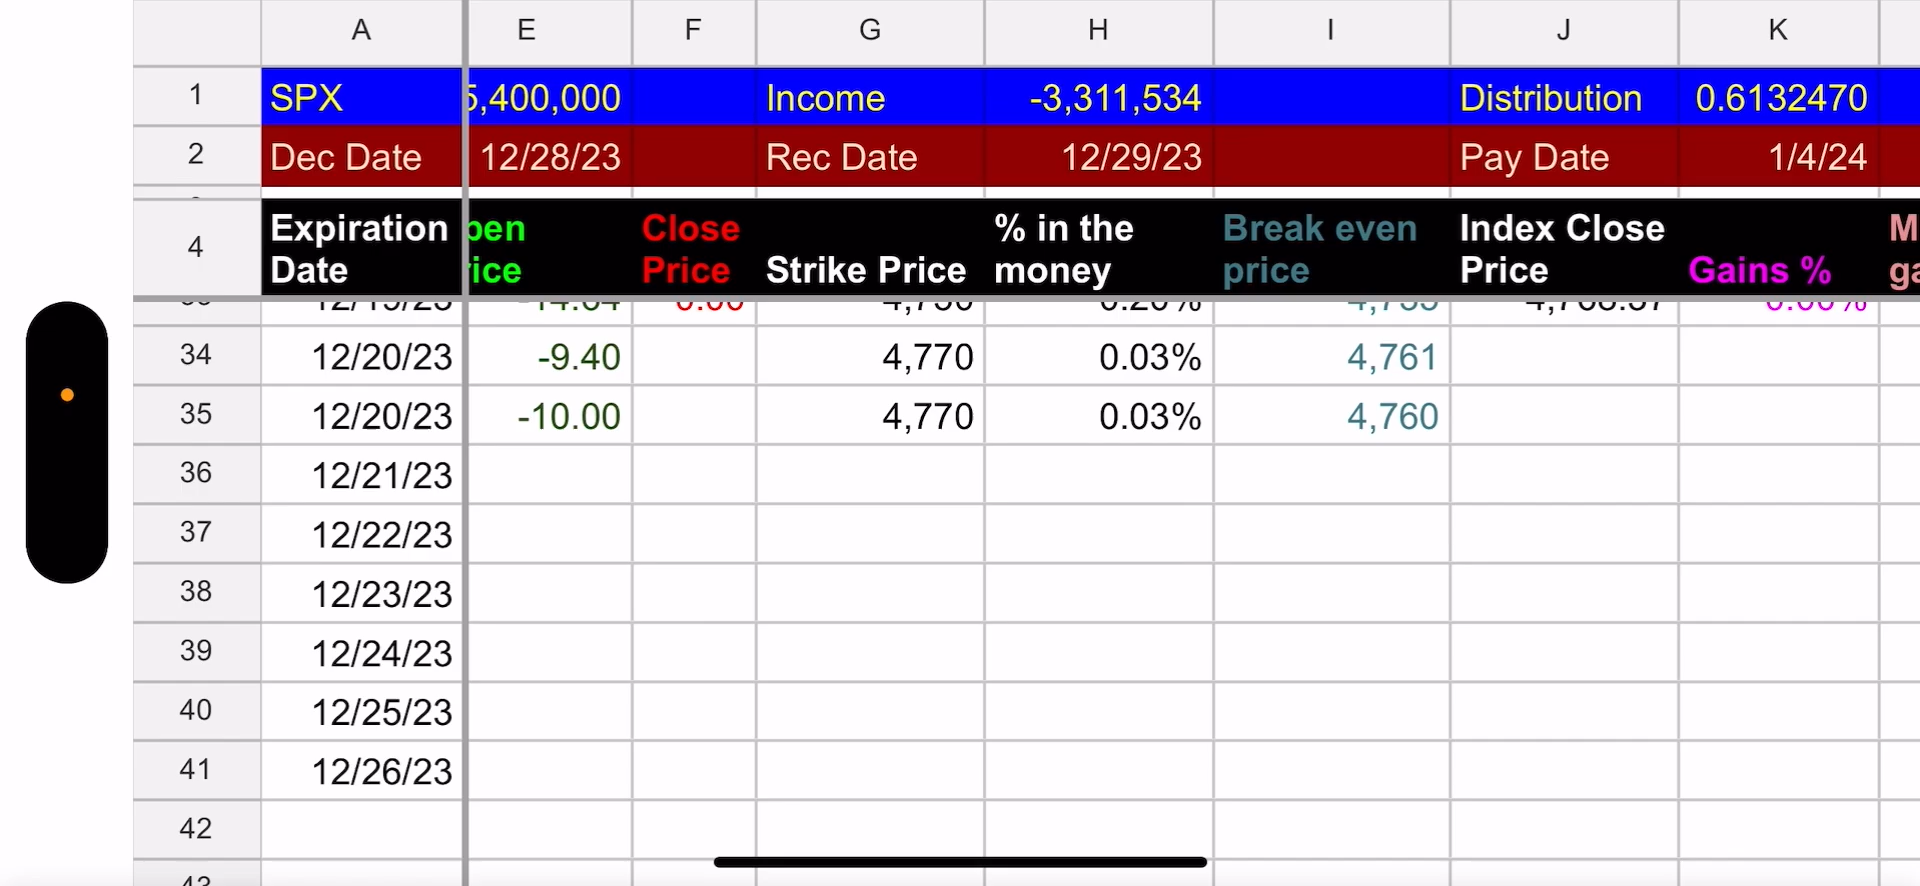 A E F G H I J K
1 SPX 5,400,000 Income -3,311,534 Distribution 0.6132470
2 Dec Date 12/28/23 Rec Date 12/29/23 Pay Date 1/4/24
4 Expiration Date Close Price Strike Price % in the money Break even price Index Close Price Gains %
34 12/20/23 -9.40 4,770 0.03% 4,761
35 12/20/23 -10.00 4,770 0.03% 4,760
36 12/21/23
37 12/22/23
38 12/23/23
39 12/24/23
40 12/25/23
41 12/26/23
42